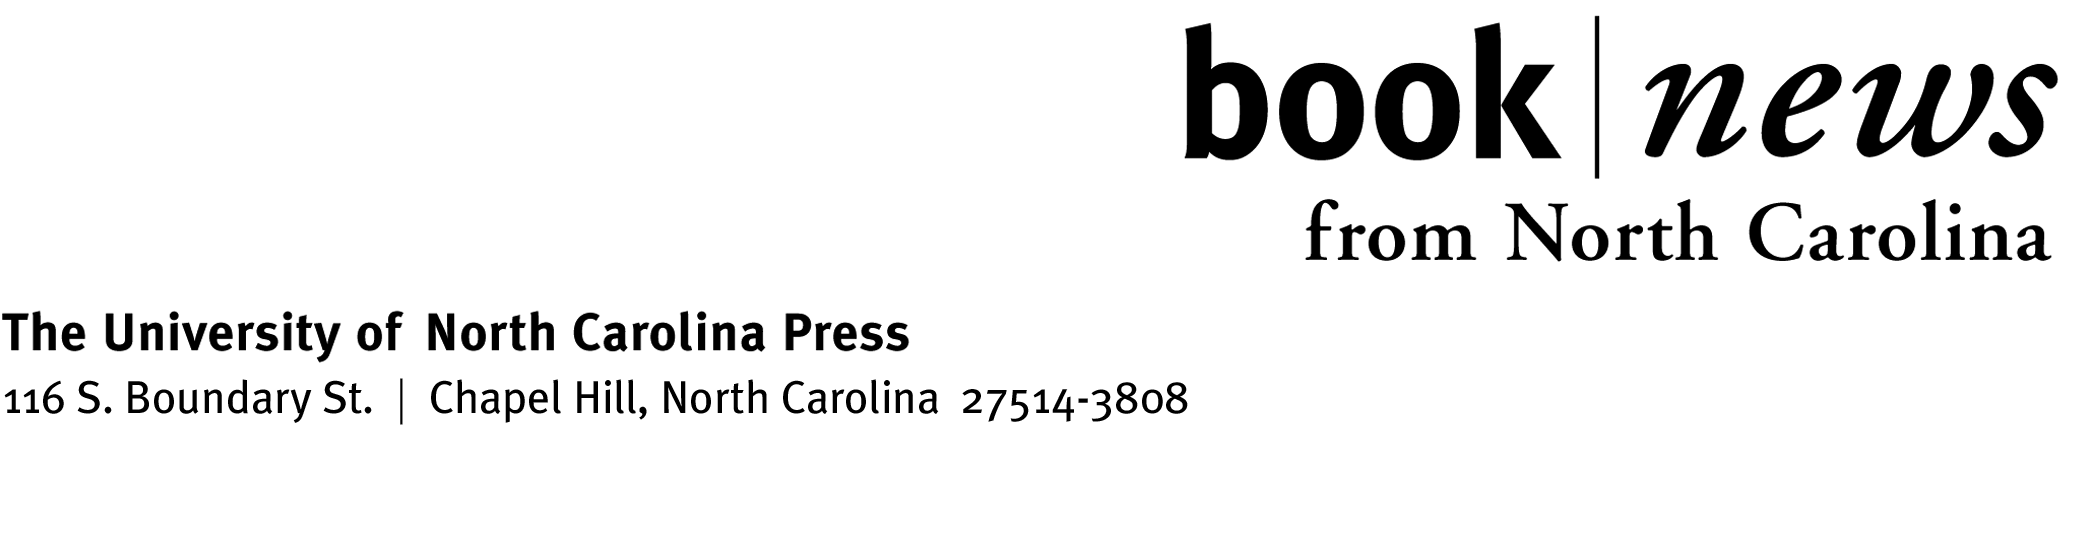 book | news
from North Carolina
The University of North Carolina Press
116 S. Boundary St. | Chapel Hill, North Carolina 27514-3808